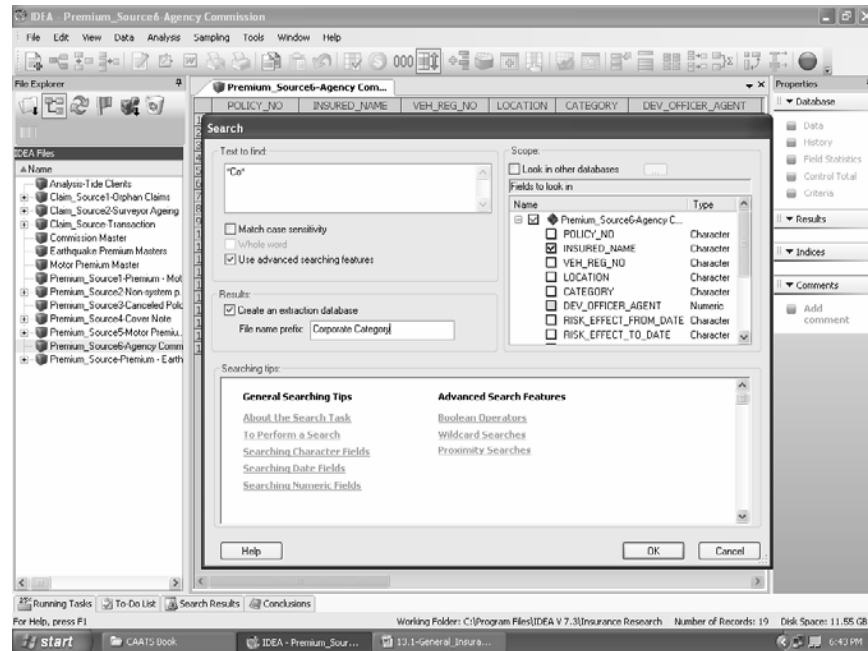 IDEA - Premium_Source6-Agency Commission
File Edit View Data Analysis Sampling Tools Window Help
000
File Explorer
Premium_Source6-Agency Com...
Properties
POLICY_NO INSURED_NAME VEH_REG_NO LOCATION CATEGORY DEV_OFFICER_AGENT
Database
Data
History
Field Statistics
Control Total
Criteria
Results
Indices
Comments
Add comment
IDEA Files
Name
Analysis-Tide Clients
Claim_Source1-Orphan Claims
Claim_Source2-Surveyor Ageing
Claim_Source-Transaction
Commission Master
Earthquake Premium Masters
Motor Premium Master
Premium_Source1-Premium - Mot
Premium_Source2-Non-system p
Premium_Source3-Canceled Polc
Premium_Source4-Cover Note
Premium_Source5-Motor Premiu..
Premium_Source6-Agency Comm
Premium_Source-Premium - Earth
Search
Text to find:
"Co"
Match case sensitivity
Whole word
Use advanced searching features
Results:
Create an extraction database
File name prefix: Corporate Category
Scope:
Look in other databases ...
Fields to look in
Name Type
Premium_Source6-Agency C...
POLICY_NO Character
INSURED_NAME Character
VEH_REG_NO Character
LOCATION Character
CATEGORY Character
DEV_OFFICER_AGENT Numeric
RISK_EFFECT_FROM_DATE Character
RISK_EFFECT_TO_DATE Character
Searching tips:
General Searching Tips
About the Search Task
To Perform a Search
Searching Character Fields
Searching Date Fields
Searching Numeric Fields
Advanced Search Features
Boolean Operators
Wildcard Searches
Proximity Searches
Help OK Cancel
Running Tasks To-Do List Search Results Conclusions
For Help, press F1 Working Folder: C:\Program Files\IDEA V 7.3\Insurance Research Number of Records: 19 Disk Space: 11.55 GB
start CAATS Book IDEA - Premium_Sour... 13.1-General_Insura... 6:43 PM